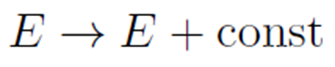 E → E + const